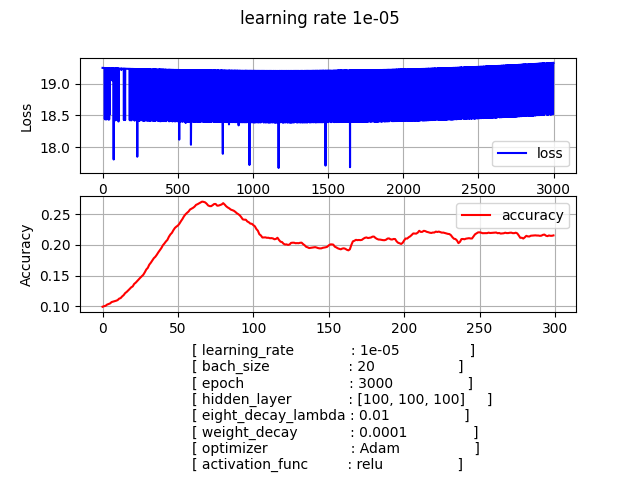 learning rate 1e-05
19.0
18.5
18.0
Loss
loss
0 500 1000 1500 2000 2500 3000
0.25
0.20
0.15
0.10
Accuracy
accuracy
0 50 100 150 200 250 300
[ learning_rate : 1e-05 ]
[ bach_size : 20 ]
[ epoch : 3000 ]
[ hidden_layer : [100, 100, 100] ]
[ eight_decay_lambda : 0.01 ]
[ weight_decay : 0.0001 ]
[ optimizer : Adam ]
[ activation_func : relu ]